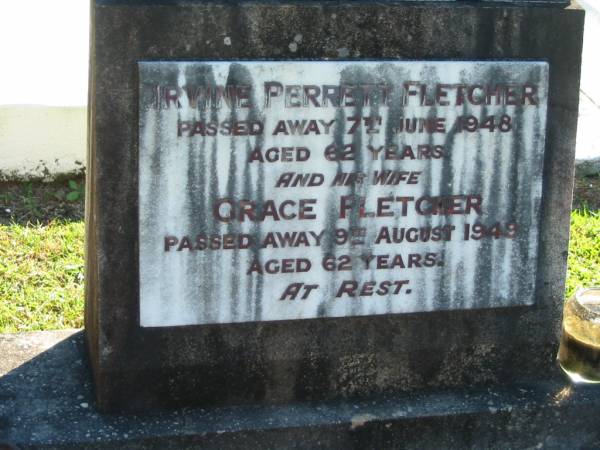 IRVINE PERRETT FLETCHER
PASSED AWAY 7TH JUNE 1948
AGED 62 YEARS
AND HIS WIFE
GRACE FLETCHER
PASSED AWAY 9TH AUGUST 1949
AGED 62 YEARS.
AT REST.